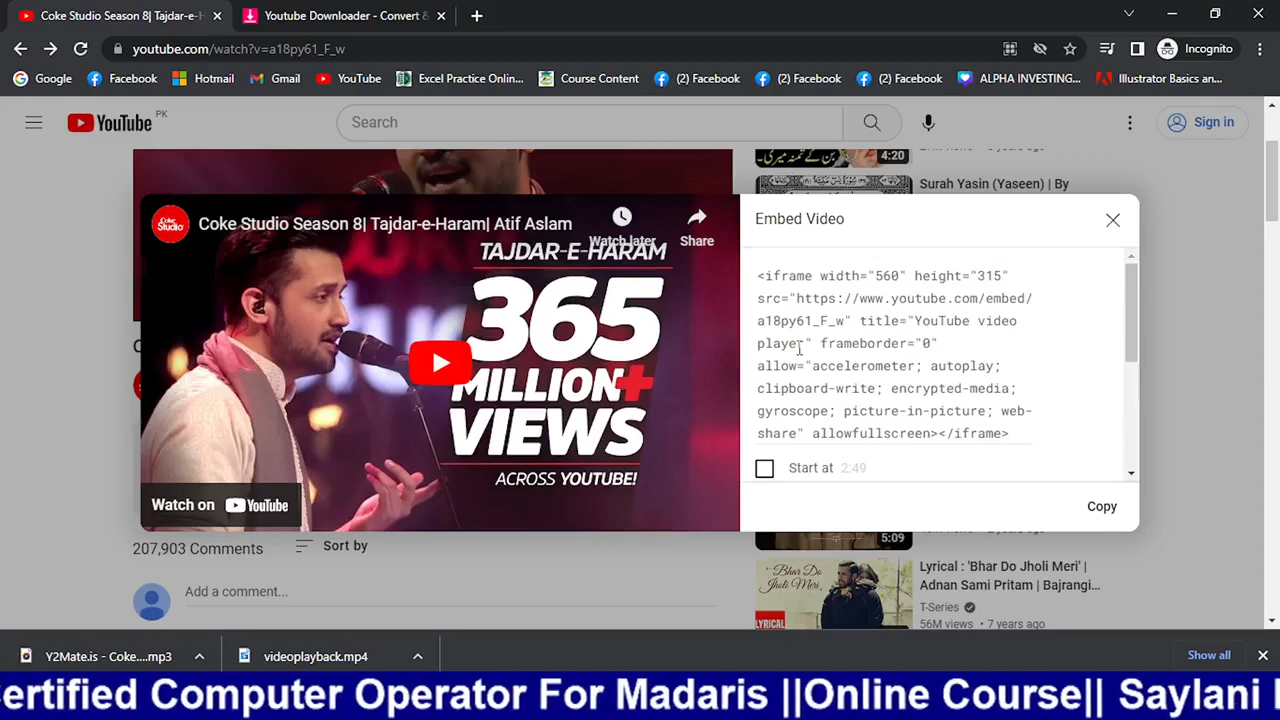 Coke Studio Season 8| Tajdar-e-H
Youtube Downloader - Convert &
youtube.com/watch?v=a18py61_F_w
Incognito
Google
Facebook
Hotmail
Gmail
YouTube
Excel Practice Onlin...
Course Content
(2) Facebook
(2) Facebook
(2) Facebook
ALPHA INVESTING...
Illustrator Basics an...
YouTube PK
Search
Sign in
4:20
Surah Yasin (Yaseen) | By
Coke Studio
Coke Studio Season 8| Tajdar-e-Haram| Atif Aslam
Watch later
Share
TAJDAR-E-HARAM
365
MILLION+
VIEWS
ACROSS YOUTUBE!
Watch on YouTube
Embed Video
<iframe width="560" height="315"
src="https://www.youtube.com/embed/
a18py61_F_w" title="YouTube video
player" frameborder="0"
allow="accelerometer; autoplay;
clipboard-write; encrypted-media;
gyroscope; picture-in-picture; web-
share" allowfullscreen></iframe>
Start at 2:49
Copy
207,903 Comments
Sort by
Add a comment...
5:09
Lyrical : 'Bhar Do Jholi Meri' |
Adnan Sami Pritam | Bajrangi...
T-Series
56M views • 7 years ago
LYRICAL
Y2Mate.is - Coke....mp3
videoplayback.mp4
Show all
ertified Computer Operator For Madaris ||Online Course|| Saylani